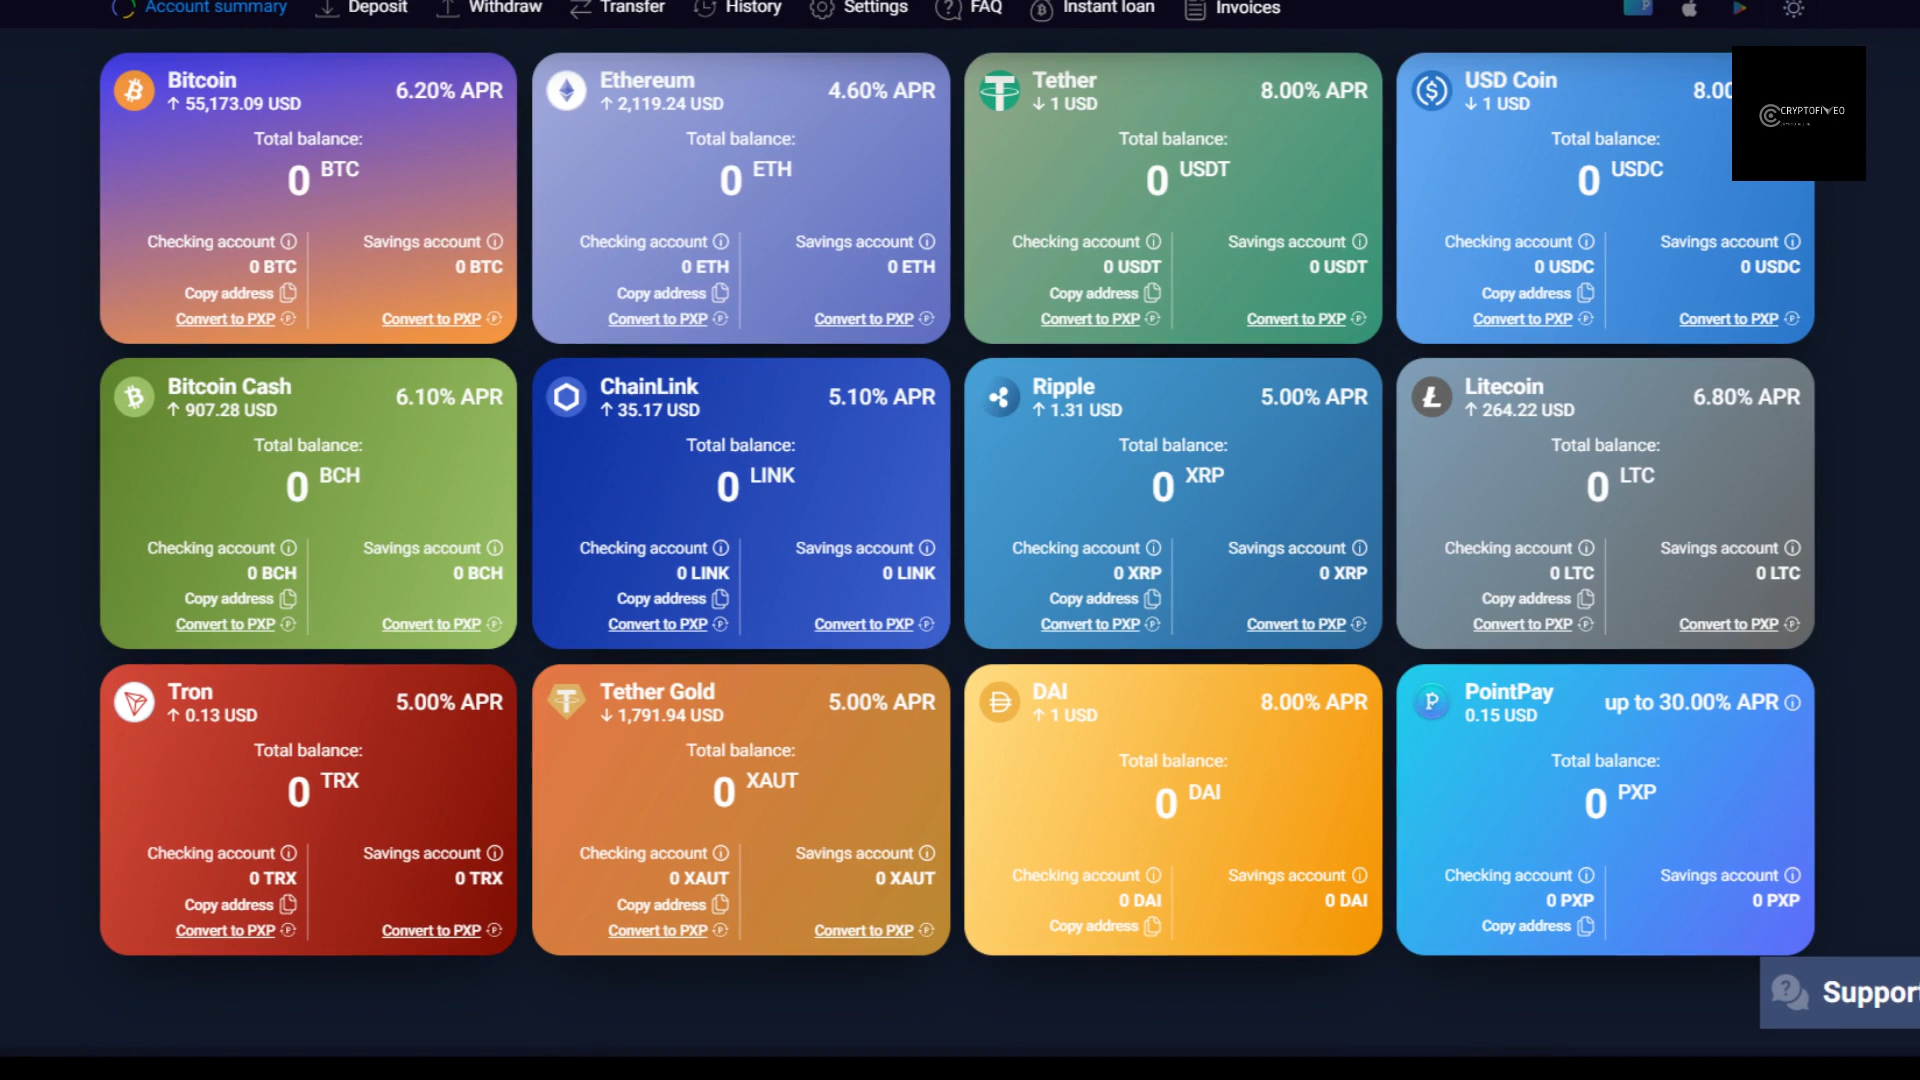 Account summary Deposit Withdraw Transfer History Settings FAQ Instant loan Invoices
Bitcoin
↑ 55,173.09 USD
6.20% APR
Total balance:
0 BTC
Checking account
0 BTC
Copy address
Convert to PXP
Savings account
0 BTC
Convert to PXP
Ethereum
↑ 2,119.24 USD
4.60% APR
Total balance:
0 ETH
Checking account
0 ETH
Copy address
Convert to PXP
Savings account
0 ETH
Convert to PXP
Tether
↓ 1 USD
8.00% APR
Total balance:
0 USDT
Checking account
0 USDT
Copy address
Convert to PXP
Savings account
0 USDT
Convert to PXP
USD Coin
↓ 1 USD
8.00
CRYPTOFIVEO
Total balance:
0 USDC
Checking account
0 USDC
Copy address
Convert to PXP
Savings account
0 USDC
Convert to PXP
Bitcoin Cash
↑ 907.28 USD
6.10% APR
Total balance:
0 BCH
Checking account
0 BCH
Copy address
Convert to PXP
Savings account
0 BCH
Convert to PXP
ChainLink
↑ 35.17 USD
5.10% APR
Total balance:
0 LINK
Checking account
0 LINK
Copy address
Convert to PXP
Savings account
0 LINK
Convert to PXP
Ripple
↑ 1.31 USD
5.00% APR
Total balance:
0 XRP
Checking account
0 XRP
Copy address
Convert to PXP
Savings account
0 XRP
Convert to PXP
Litecoin
↑ 264.22 USD
6.80% APR
Total balance:
0 LTC
Checking account
0 LTC
Copy address
Convert to PXP
Savings account
0 LTC
Convert to PXP
Tron
↑ 0.13 USD
5.00% APR
Total balance:
0 TRX
Checking account
0 TRX
Copy address
Convert to PXP
Savings account
0 TRX
Convert to PXP
Tether Gold
↓ 1,791.94 USD
5.00% APR
Total balance:
0 XAUT
Checking account
0 XAUT
Copy address
Convert to PXP
Savings account
0 XAUT
Convert to PXP
DAI
↑ 1 USD
8.00% APR
Total balance:
0 DAI
Checking account
0 DAI
Copy address
Savings account
0 DAI
PointPay
0.15 USD
up to 30.00% APR
Total balance:
0 PXP
Checking account
0 PXP
Copy address
Savings account
0 PXP
Support